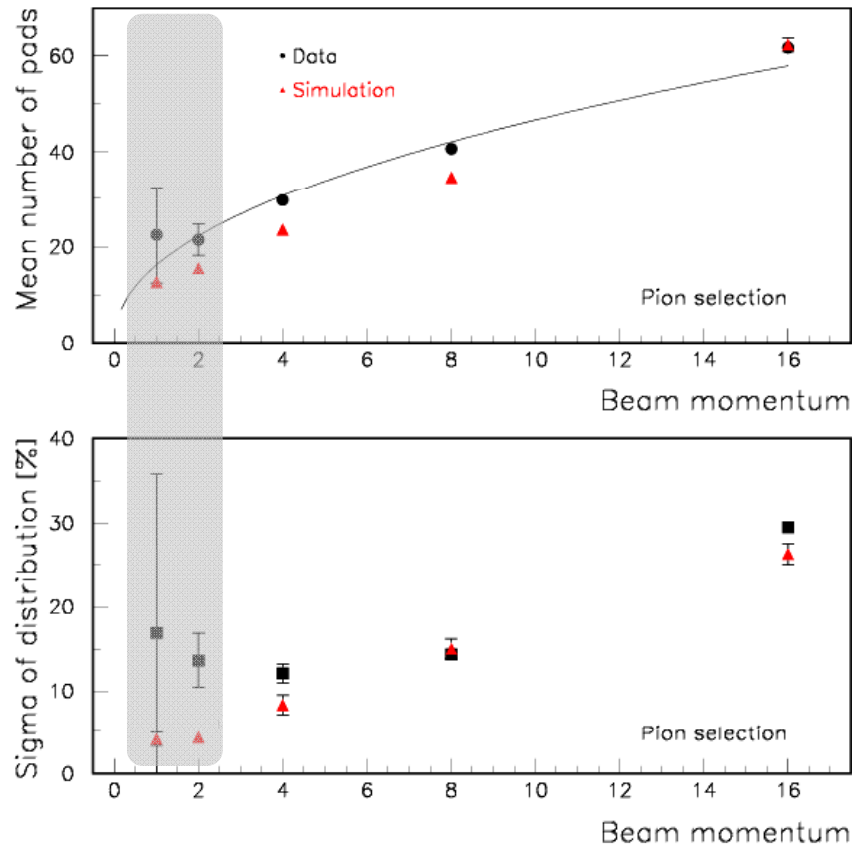 Mean number of pads
60
40
20
0
Data
Simulation
Pion selection
0 2 4 6 8 10 12 14 16
Beam momentum
Sigma of distribution [%]
40
30
20
10
0
Pion selection
0 2 4 6 8 10 12 14 16
Beam momentum